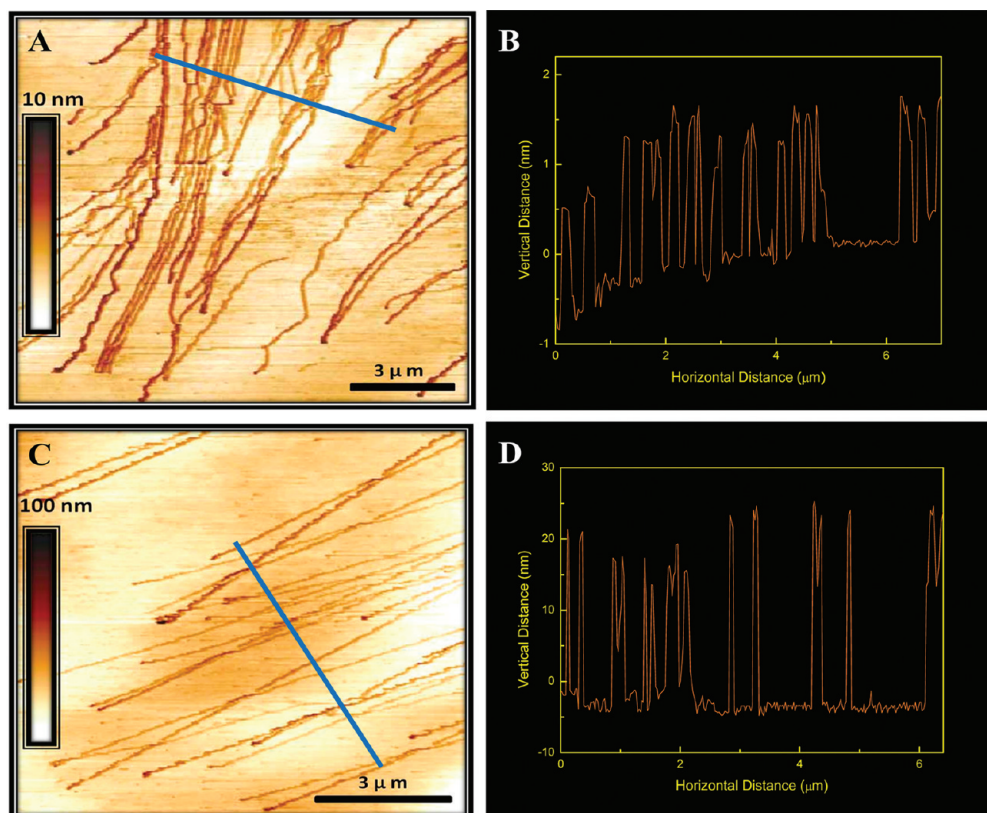 A
10 nm
3 μ m
B
2
1
0
-1
Vertical Distance (nm)
0
2
4
6
Horizontal Distance (μm)
C
100 nm
3 μ m
D
30
20
10
0
-10
Vertical Distance (nm)
0
2
4
6
Horizontal Distance (μm)